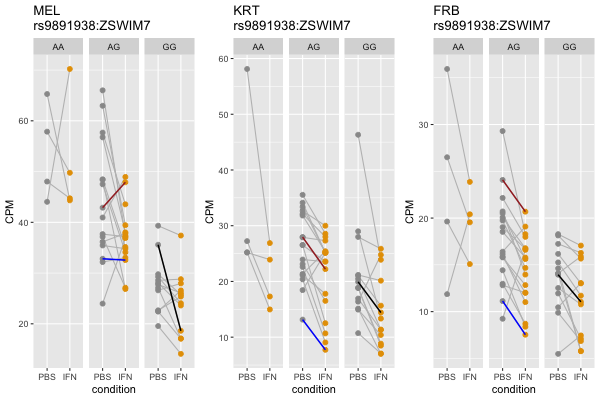 MEL
rs9891938:ZSWIM7
AA AG GG
CPM
60
40
20
PBS IFN PBS IFN PBS IFN
condition
KRT
rs9891938:ZSWIM7
AA AG GG
CPM
60
50
40
30
20
10
PBS IFN PBS IFN PBS IFN
condition
FRB
rs9891938:ZSWIM7
AA AG GG
CPM
30
20
10
PBS IFN PBS IFN PBS IFN
condition